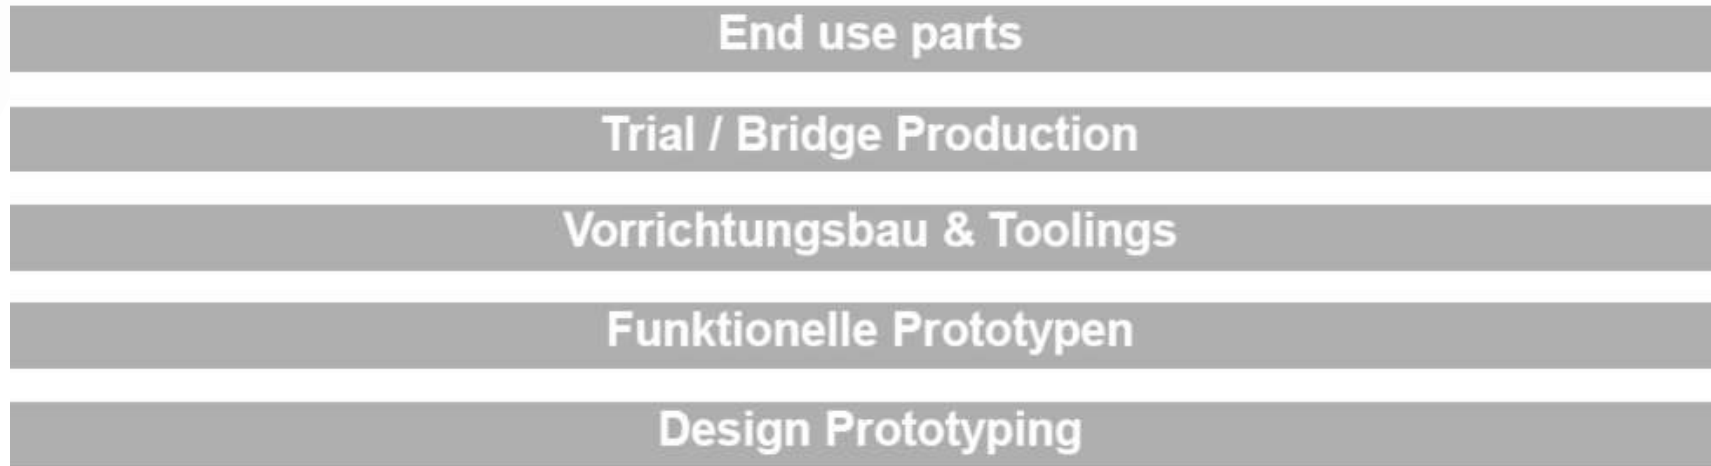 End use parts
Trial / Bridge Production
Vorrichtungsbau & Toolings
Funktionelle Prototypen
Design Prototyping